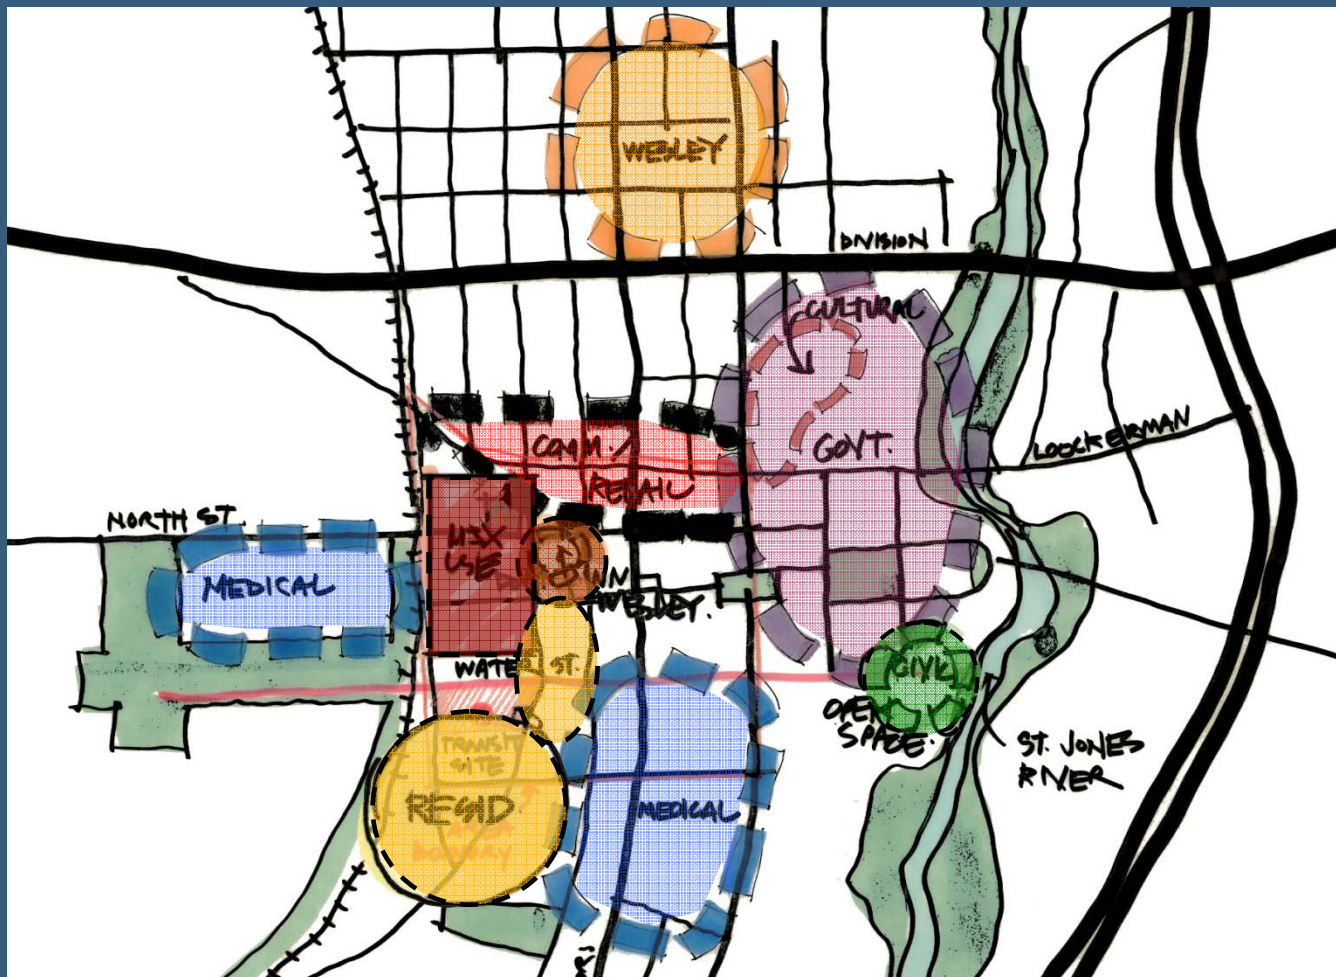 WESLEY
DIVISION
CULTURAL
LOOCKERMAN
COMM./
RETAIL
GOVT.
NORTH ST.
MIX
USE
MEDICAL
WESLEY.
WATER
ST.
CIVIC
OPEN
SPACE.
ST. JONES
RIVER
TRANSIT
SITE
RESID.
MEDICAL